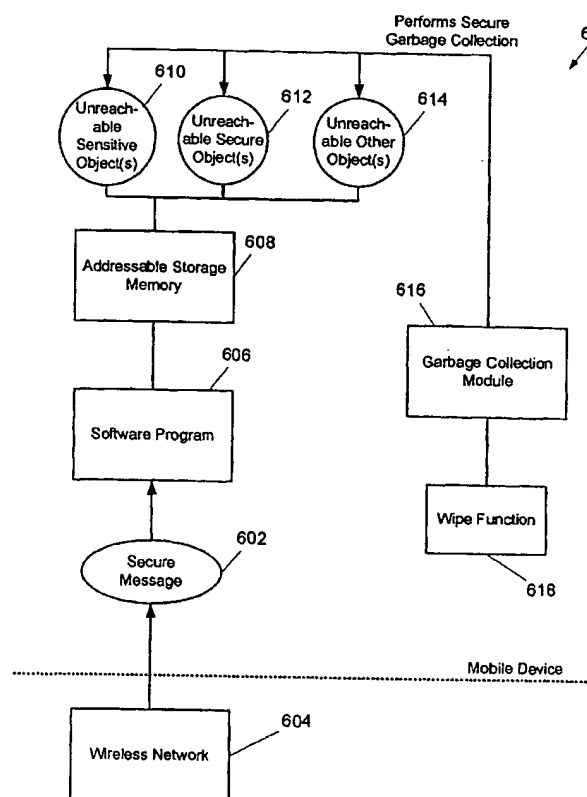 Performs Secure
Garbage Collection
6
610
612
614
Unreach-
able
Sensitive
Object(s)
Unreach-
able Secure
Object(s)
Unreach-
able Other
Object(s)
608
Addressable Storage
Memory
616
Garbage Collection
Module
606
Software Program
Wipe Function
618
602
Secure
Message
Mobile Device
604
Wireless Network